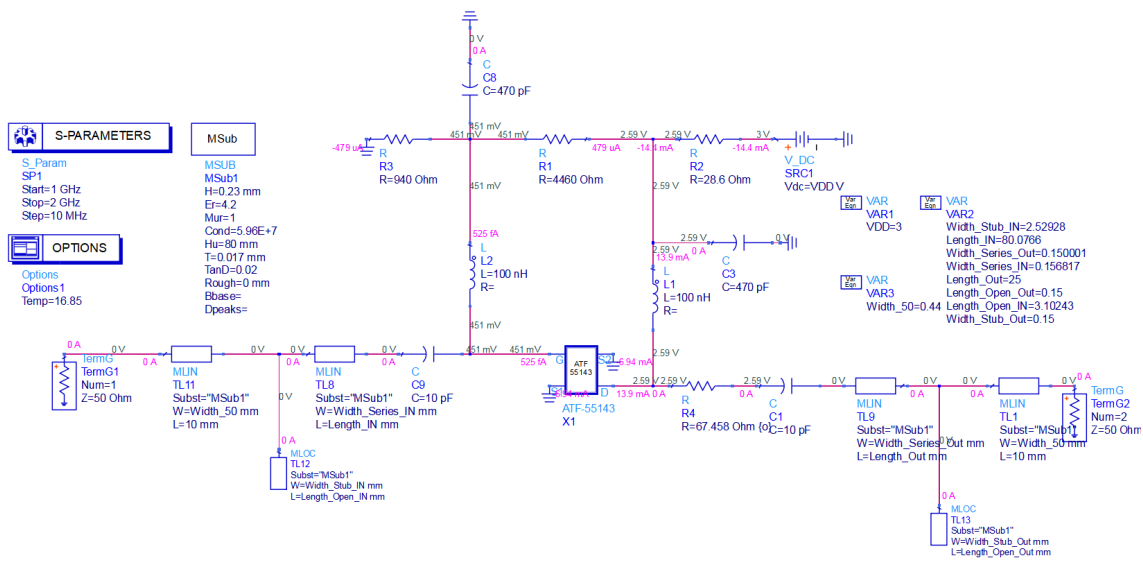 0 V
0 A
C
C8
C=470 pF
S-PARAMETERS
S_Param
SP1
Start=1 GHz
Stop=2 GHz
Step=10 MHz
OPTIONS
Options
Options1
Temp=16.85
MSub
MSUB
MSub1
H=0.23 mm
Er=4.2
Mur=1
Cond=5.96E+7
Hu=80 mm
T=0.017 mm
TanD=0.02
Rough=0 mm
Bbase=
Dpeaks=
451 mV
451 mV
451 mV
2.59 V
2.59 V
3 V
-479 uA
479 uA
-14.4 mA
-14.4 mA
R
R3
R=940 Ohm
R
R1
R=4460 Ohm
R
R2
R=28.6 Ohm
V_DC
SRC1
Vdc=VDD V
451 mV
2.59 V
Var
Eqn
VAR
VAR1
VDD=3
Var
Eqn
VAR
VAR2
Width_Stub_IN=2.52928
Length_IN=80.0766
Width_Series_Out=0.150001
Width_Series_IN=0.156817
Length_Out=25
Length_Open_Out=0.15
Length_Open_IN=3.10243
Width_Stub_Out=0.15
Var
Eqn
VAR
VAR3
Width_50=0.44
525 fA
L
L2
L=100 nH
R=
2.59 V
2.59 V
0 V
0 A
13.9 mA
C
C3
C=470 pF
L
L1
L=100 nH
R=
451 mV
2.59 V
0 A
0 V
0 V
0 V
0 V
451 mV
451 mV
0 A
0 A
525 fA
TermG
TermG1
Num=1
Z=50 Ohm
MLIN
TL11
Subst="MSub1"
W=Width_50 mm
L=10 mm
MLIN
TL8
Subst="MSub1"
W=Width_Series_IN mm
L=Length_IN mm
C
C9
C=10 pF
G
S2
D
ATF
55143
ATF-55143
X1
13.9 mA
2.59 V
2.59 V
0 A
2.59 V
0 A
0 V
0 V
0 V
0 V
0 A
0 A
0 A
R
R4
R=67.458 Ohm {o}
C
C1
C=10 pF
MLIN
TL9
Subst="MSub1"
W=Width_Series_Out mm
L=Length_Out mm
MLIN
TL1
Subst="MSub1"
W=Width_50 mm
L=10 mm
TermG
TermG2
Num=2
Z=50 Ohm
0 V
0 A
MLOC
TL12
Subst="MSub1"
W=Width_Stub_IN mm
L=Length_Open_IN mm
0 A
MLOC
TL13
Subst="MSub1"
W=Width_Stub_Out mm
L=Length_Open_Out mm